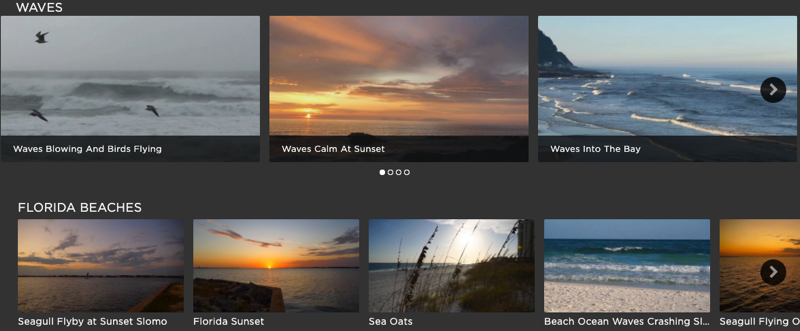 WAVES
Waves Blowing And Birds Flying
Waves Calm At Sunset
Waves Into The Bay
FLORIDA BEACHES
Seagull Flyby at Sunset Slomo
Florida Sunset
Sea Oats
Beach Ocean Waves Crashing Sl...
Seagull Flying O